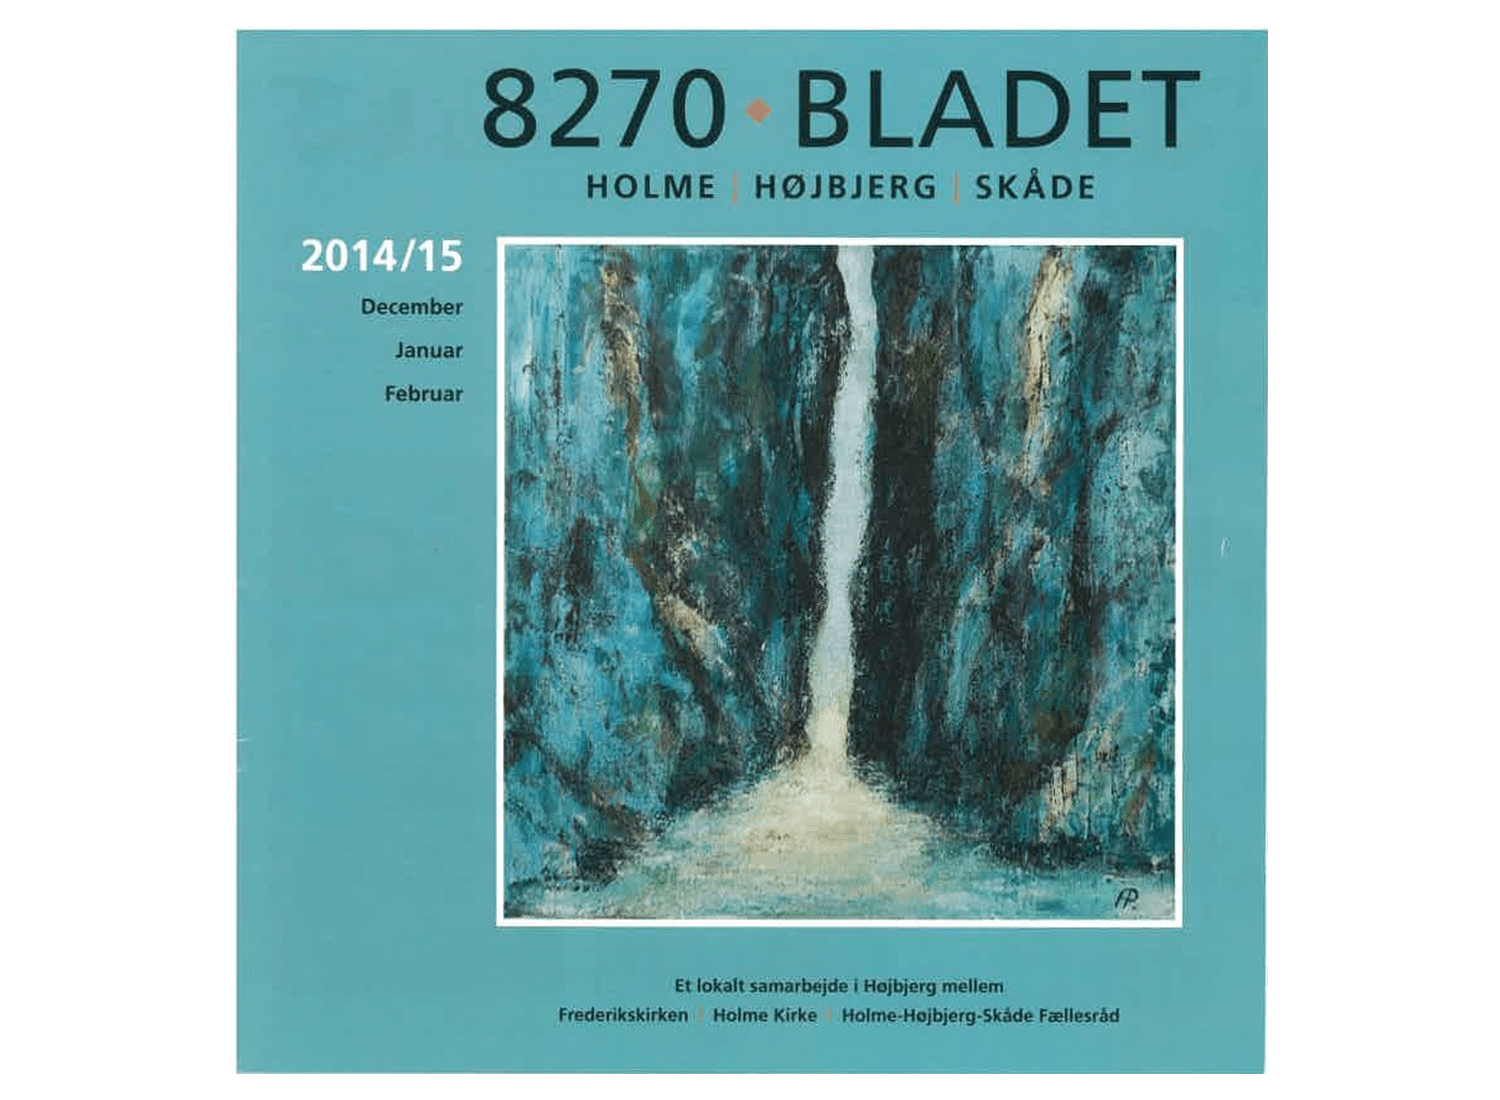 8270 ◆ BLADET
HOLME | HØJBJERG | SKÅDE
2014/15
December
Januar
Februar
AP.
Et lokalt samarbejde i Højbjerg mellem
Frederikskirken | Holme Kirke | Holme-Højbjerg-Skåde Fællesråd